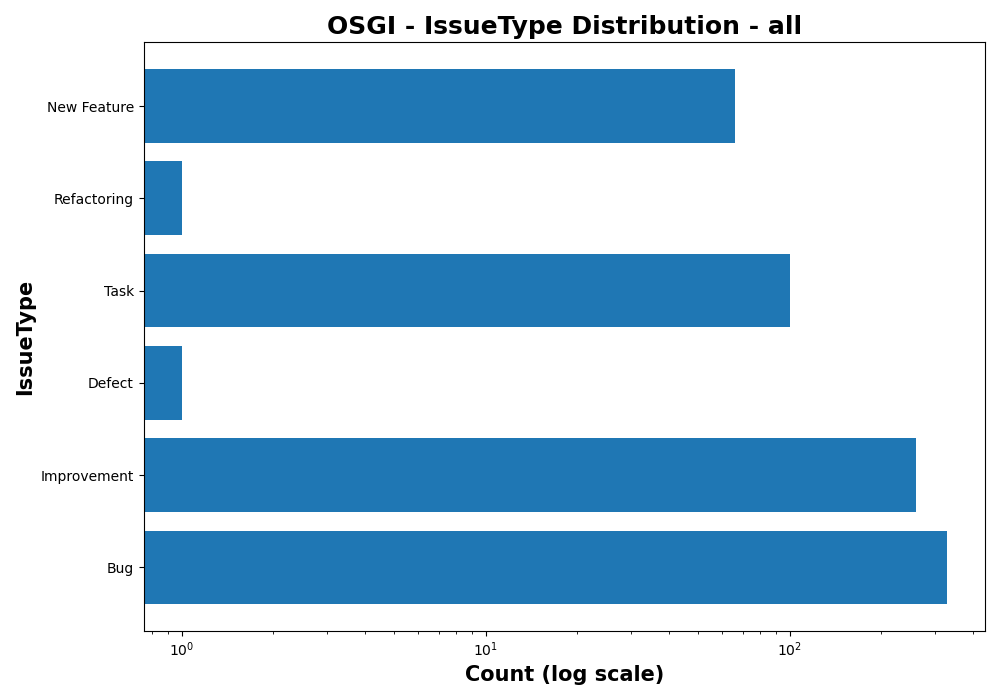 OSGI - IssueType Distribution - all
New Feature
Refactoring
Task
Defect
Improvement
Bug
IssueType
10⁰
10¹
10²
Count (log scale)